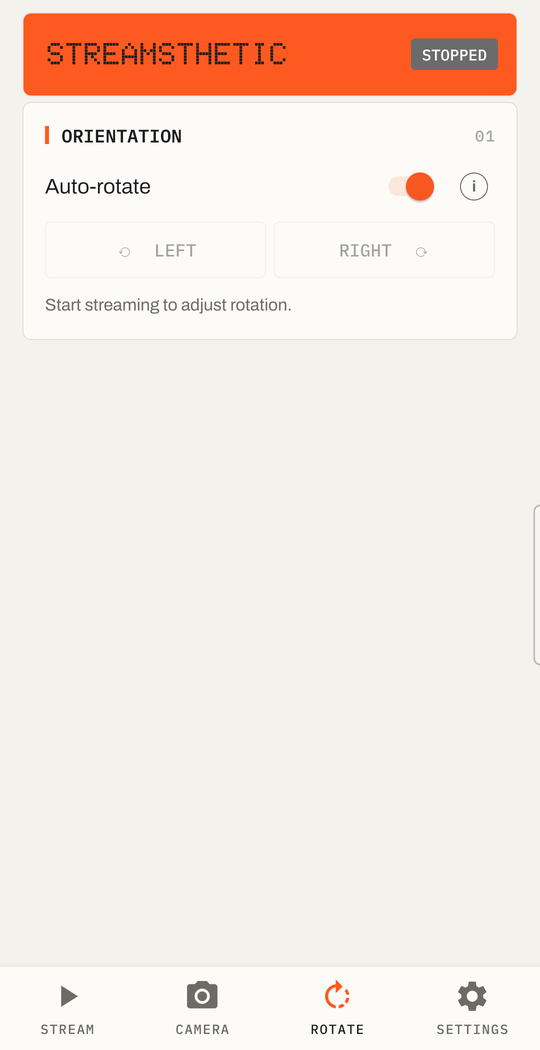 STREAMSTHETIC
STOPPED
ORIENTATION
01
Auto-rotate
i
LEFT
RIGHT
Start streaming to adjust rotation.
STREAM
CAMERA
ROTATE
SETTINGS